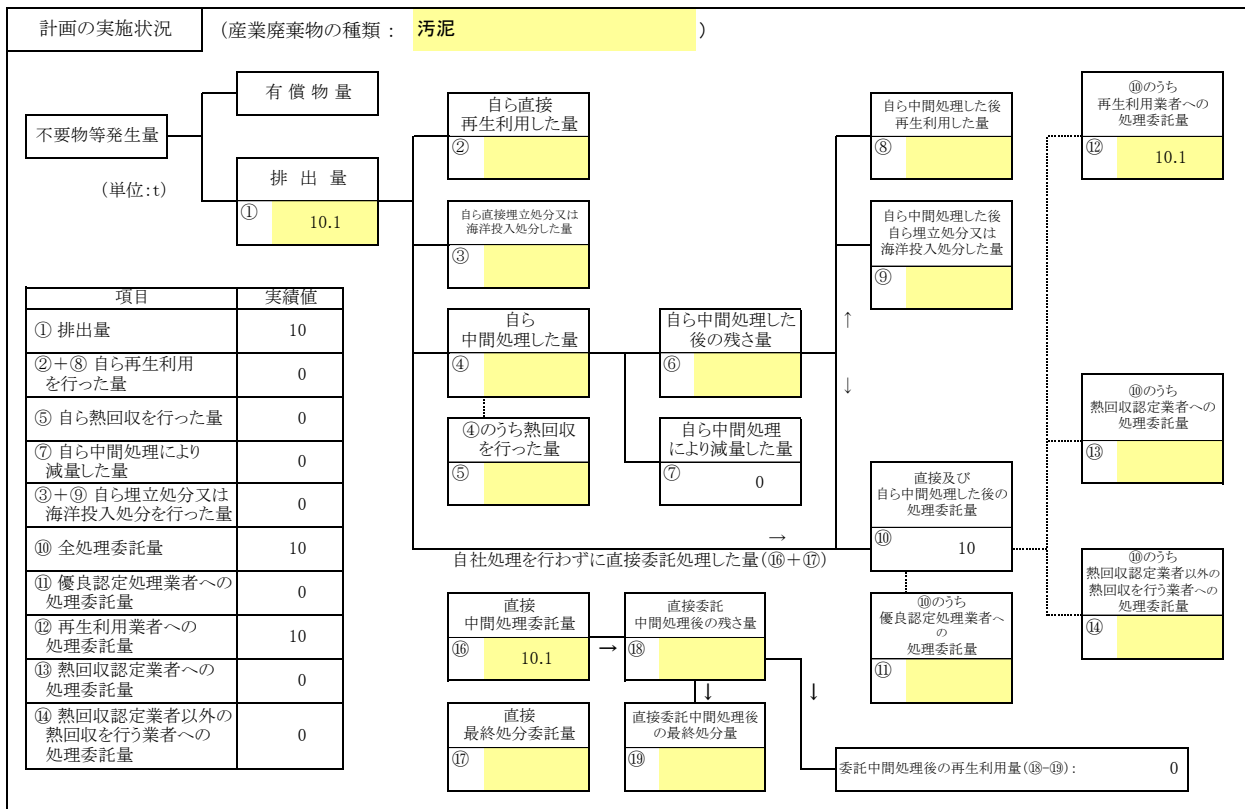 計画の実施状況
(産業廃棄物の種類： 汚泥 )
有 償 物 量
不要物等発生量
(単位:t)
排 出 量
① 10.1
自ら直接
再生利用した量
②
自ら直接埋立処分又は
海洋投入処分した量
③
自ら
中間処理した量
④
④のうち熱回収
を行った量
⑤
自ら中間処理した
後の残さ量
⑥
自ら中間処理
により減量した量
⑦ 0
自ら中間処理した後
再生利用した量
⑧
自ら中間処理した後
自ら埋立処分又は
海洋投入処分した量
⑨
↑
↓
直接及び
自ら中間処理した後の
処理委託量
⑩ 10
⑩のうち
優良認定処理業者へ
の
処理委託量
⑪
⑩のうち
再生利用業者への
処理委託量
⑫ 10.1
⑩のうち
熱回収認定業者への
処理委託量
⑬
⑩のうち
熱回収認定業者以外の
熱回収を行う業者への
処理委託量
⑭
→
自社処理を行わずに直接委託処理した量(⑯+⑰)
直接
中間処理委託量
⑯ 10.1
→
直接委託
中間処理後の残さ量
⑱
↓
↓
直接
最終処分委託量
⑰
直接委託中間処理後
の最終処分量
⑲
委託中間処理後の再生利用量(⑱-⑲)： 0
項目 実績値
① 排出量 10
②+⑧ 自ら再生利用
を行った量 0
⑤ 自ら熱回収を行った量 0
⑦ 自ら中間処理により
減量した量 0
③+⑨ 自ら埋立処分又は
海洋投入処分を行った量 0
⑩ 全処理委託量 10
⑪ 優良認定処理業者への
処理委託量 0
⑫ 再生利用業者への
処理委託量 10
⑬ 熱回収認定業者への
処理委託量 0
⑭ 熱回収認定業者以外の
熱回収を行う業者への
処理委託量 0